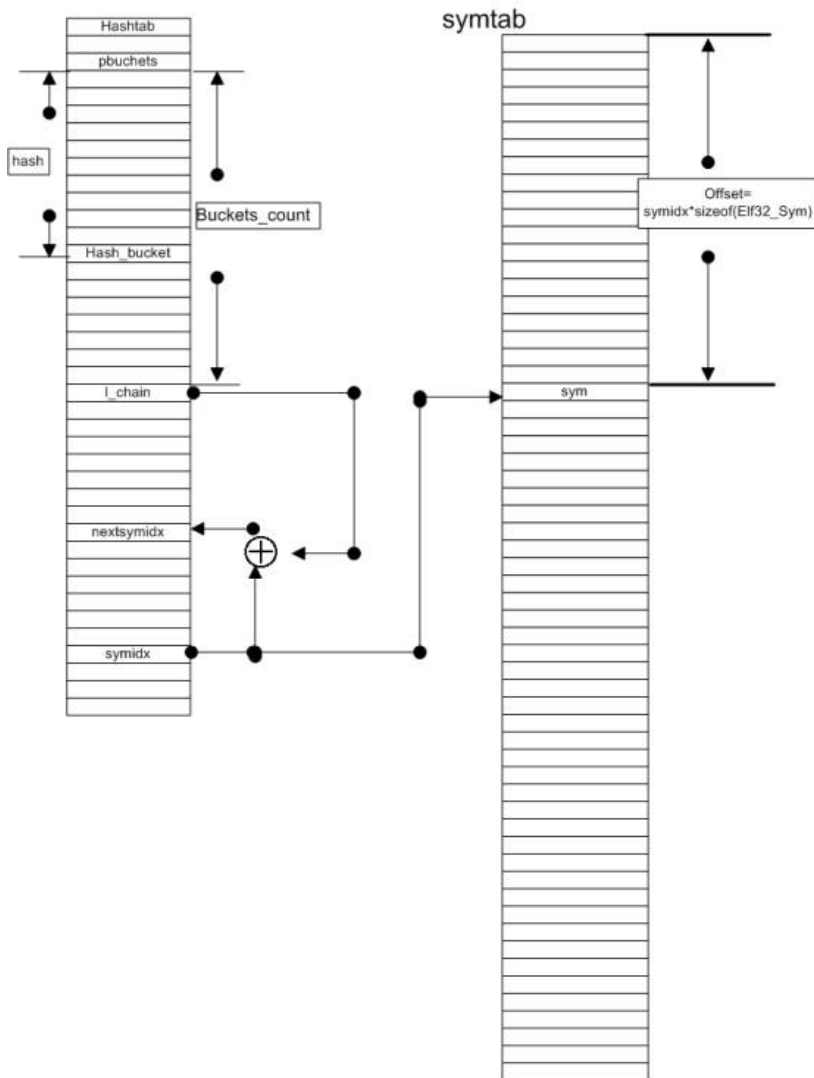 symtab
Hashtab
pbuchets
hash
Buckets_count
Hash_bucket
Offset=
symidx*sizeof(Elf32_Sym)
l_chain
sym
nextsymidx
symidx